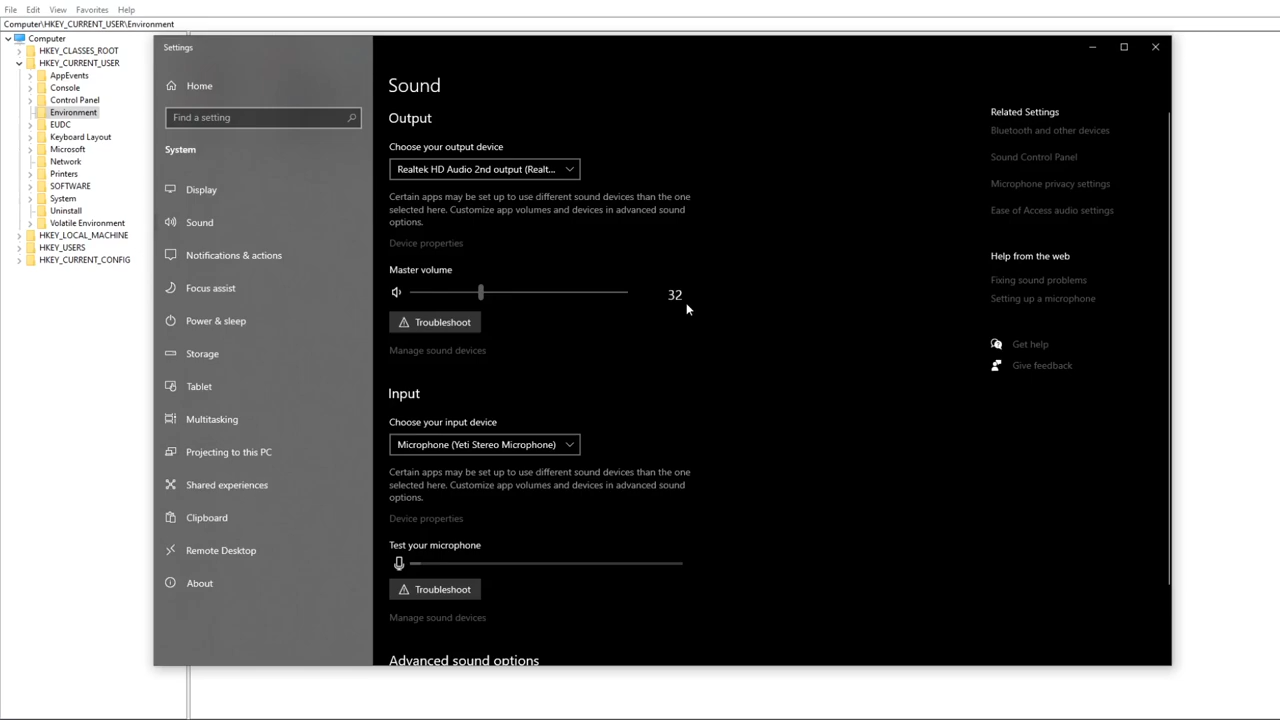 File Edit View Favorites Help
Computer\HKEY_CURRENT_USER\Environment
Computer
HKEY_CLASSES_ROOT
HKEY_CURRENT_USER
AppEvents
Console
Control Panel
Environment
EUDC
Keyboard Layout
Microsoft
Network
Printers
SOFTWARE
System
Uninstall
Volatile Environment
HKEY_LOCAL_MACHINE
HKEY_USERS
HKEY_CURRENT_CONFIG
Settings
Home
Find a setting
System
Display
Sound
Notifications & actions
Focus assist
Power & sleep
Storage
Tablet
Multitasking
Projecting to this PC
Shared experiences
Clipboard
Remote Desktop
About
Sound
Output
Choose your output device
Realtek HD Audio 2nd output (Realt...
Certain apps may be set up to use different sound devices than the one
selected here. Customize app volumes and devices in advanced sound
options.
Device properties
Master volume
32
Troubleshoot
Manage sound devices
Input
Choose your input device
Microphone (Yeti Stereo Microphone)
Certain apps may be set up to use different sound devices than the one
selected here. Customize app volumes and devices in advanced sound
options.
Device properties
Test your microphone
Troubleshoot
Manage sound devices
Advanced sound options
Related Settings
Bluetooth and other devices
Sound Control Panel
Microphone privacy settings
Ease of Access audio settings
Help from the web
Fixing sound problems
Setting up a microphone
Get help
Give feedback